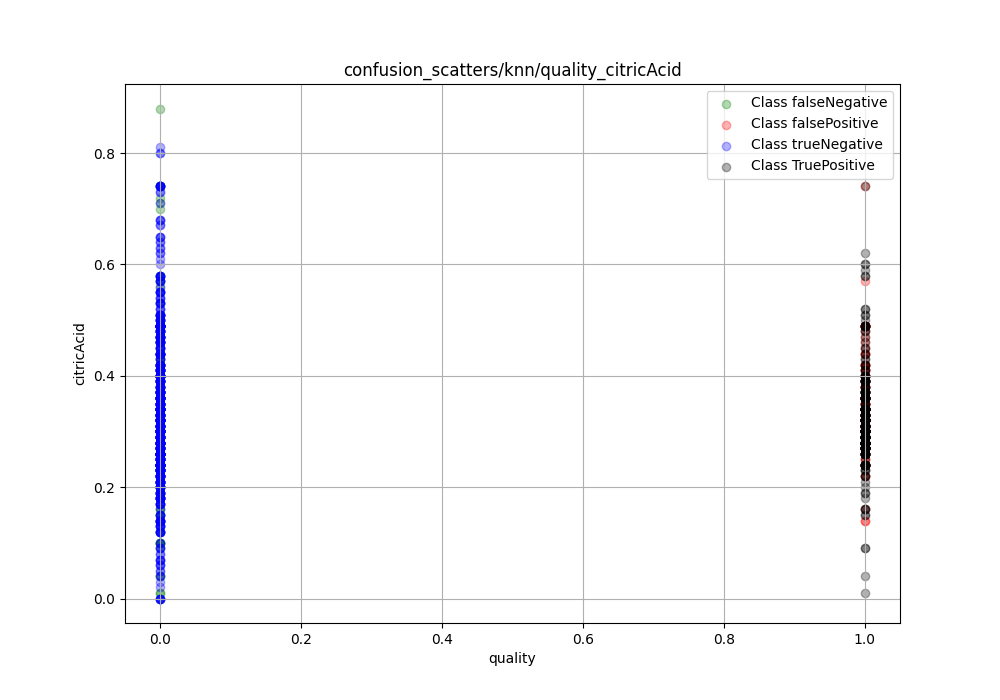 confusion_scatters/knn/quality_citricAcid
Class falseNegative
Class falsePositive
Class trueNegative
Class TruePositive
citricAcid
0.8
0.6
0.4
0.2
0.0
0.0 0.2 0.4 0.6 0.8 1.0
quality